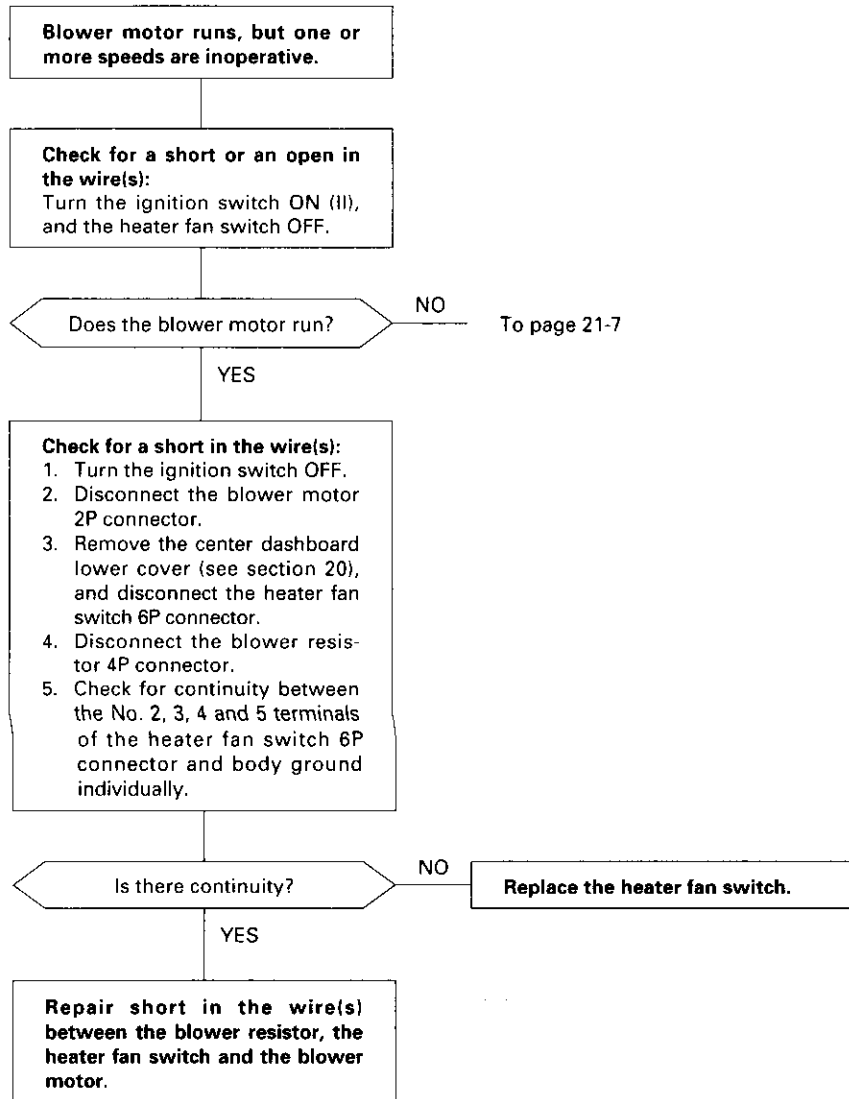 Blower motor runs, but one or
more speeds are inoperative.
Check for a short or an open in
the wire(s):
Turn the ignition switch ON (II),
and the heater fan switch OFF.
Does the blower motor run?
NO
To page 21-7
YES
Check for a short in the wire(s):
1. Turn the ignition switch OFF.
2. Disconnect the blower motor
2P connector.
3. Remove the center dashboard
lower cover (see section 20),
and disconnect the heater fan
switch 6P connector.
4. Disconnect the blower resis-
tor 4P connector.
5. Check for continuity between
the No. 2, 3, 4 and 5 terminals
of the heater fan switch 6P
connector and body ground
individually.
Is there continuity?
NO
Replace the heater fan switch.
YES
Repair short in the wire(s)
between the blower resistor, the
heater fan switch and the blower
motor.